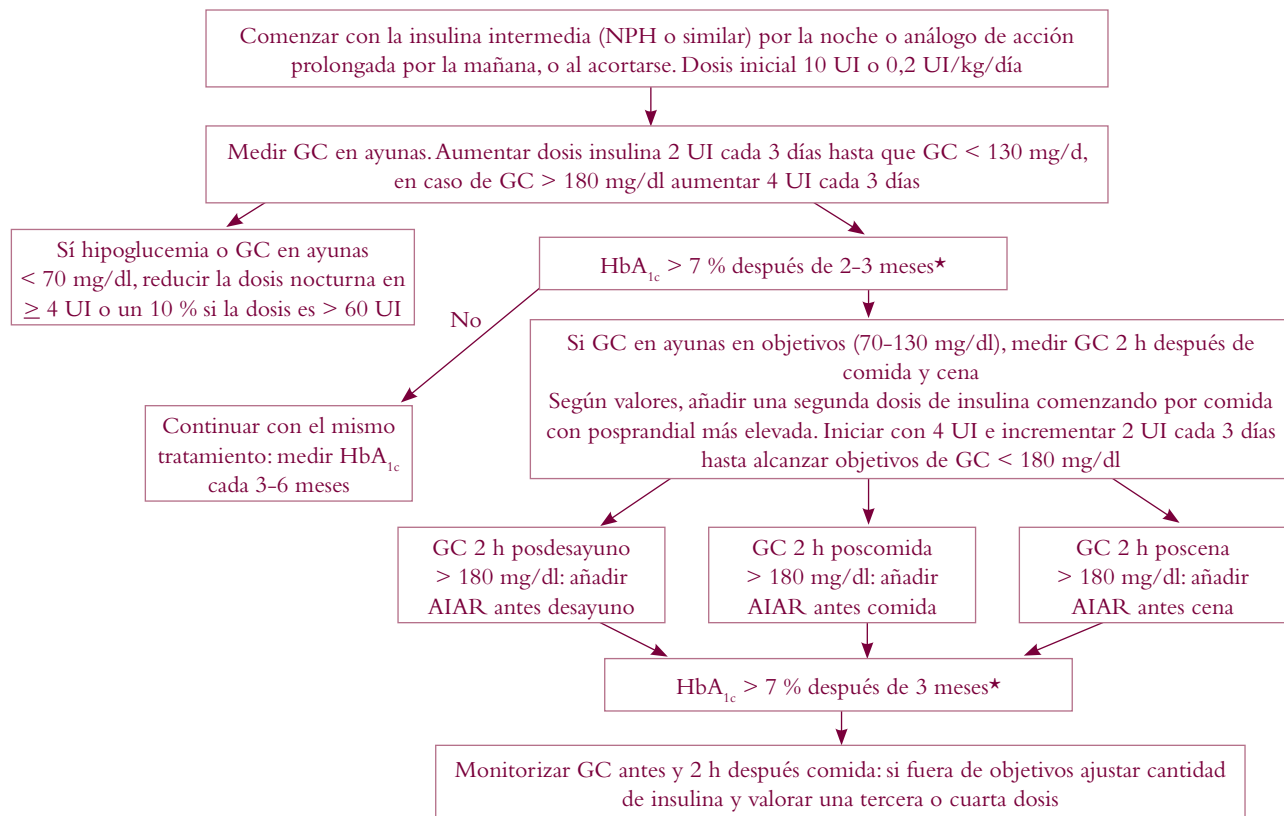 Comenzar con la insulina intermedia (NPH o similar) por la noche o análogo de acción
prolongada por la mañana, o al acortarse. Dosis inicial 10 UI o 0,2 UI/kg/día
Medir GC en ayunas. Aumentar dosis insulina 2 UI cada 3 días hasta que GC < 130 mg/d,
en caso de GC > 180 mg/dl aumentar 4 UI cada 3 días
Sí hipoglucemia o GC en ayunas
< 70 mg/dl, reducir la dosis nocturna en
≥ 4 UI o un 10 % si la dosis es > 60 UI
HbA1c > 7 % después de 2-3 meses★
No
Continuar con el mismo
tratamiento: medir HbA1c
cada 3-6 meses
Si GC en ayunas en objetivos (70-130 mg/dl), medir GC 2 h después de
comida y cena
Según valores, añadir una segunda dosis de insulina comenzando por comida
con posprandial más elevada. Iniciar con 4 UI e incrementar 2 UI cada 3 días
hasta alcanzar objetivos de GC < 180 mg/dl
GC 2 h posdesayuno
> 180 mg/dl: añadir
AIAR antes desayuno
GC 2 h poscomida
> 180 mg/dl: añadir
AIAR antes comida
GC 2 h poscena
> 180 mg/dl: añadir
AIAR antes cena
HbA1c > 7 % después de 3 meses★
Monitorizar GC antes y 2 h después comida: si fuera de objetivos ajustar cantidad
de insulina y valorar una tercera o cuarta dosis